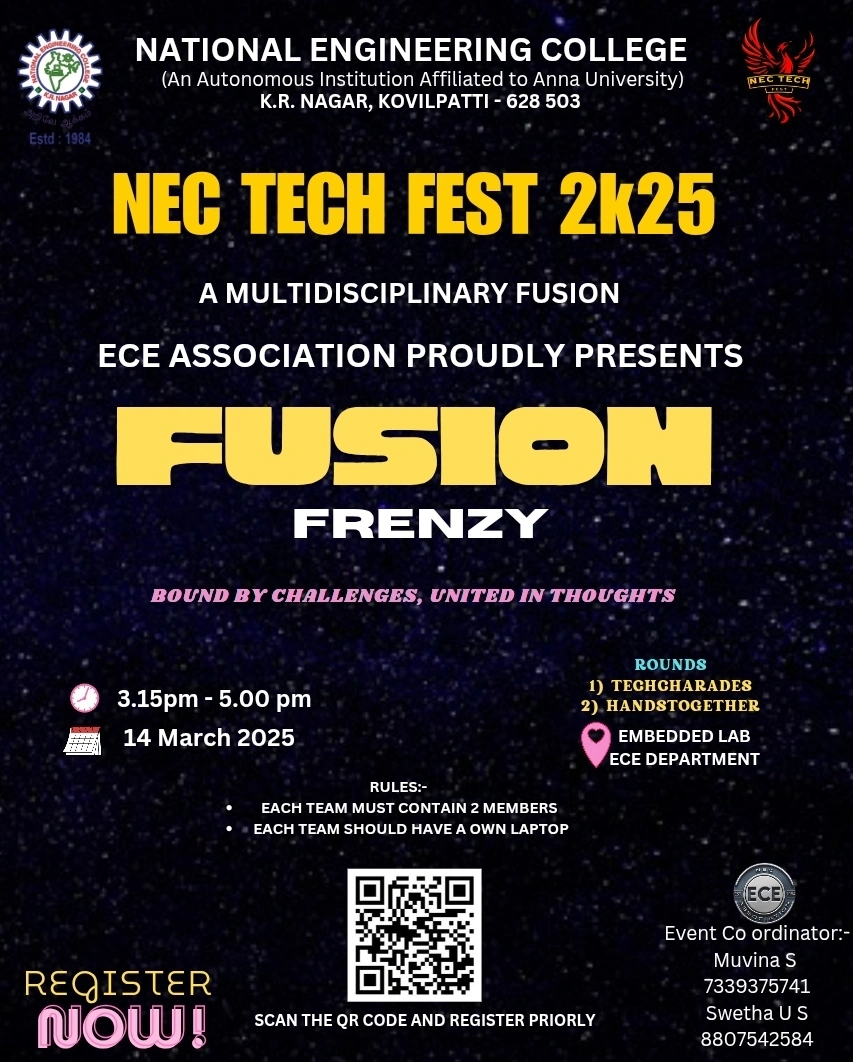 NATIONAL ENGINEERING COLLEGE
(An Autonomous Institution Affiliated to Anna University)
K.R. NAGAR, KOVILPATTI - 628 503
NATIONAL ENGINEERING COLLEGE
K.R.NAGAR
Estd : 1984
NEC TECH
FEST
NEC TECH FEST 2k25
A MULTIDISCIPLINARY FUSION
ECE ASSOCIATION PROUDLY PRESENTS
FUSION
FRENZY
BOUND BY CHALLENGES, UNITED IN THOUGHTS
3.15pm - 5.00 pm
14 March 2025
ROUNDS
1) TECHCHARADES
2) HANDSTOGETHER
EMBEDDED LAB
ECE DEPARTMENT
RULES:-
• EACH TEAM MUST CONTAIN 2 MEMBERS
• EACH TEAM SHOULD HAVE A OWN LAPTOP
REGISTER
NOW!
SCAN THE QR CODE AND REGISTER PRIORLY
ECE
Event Co ordinator:-
Muvina S
7339375741
Swetha U S
8807542584